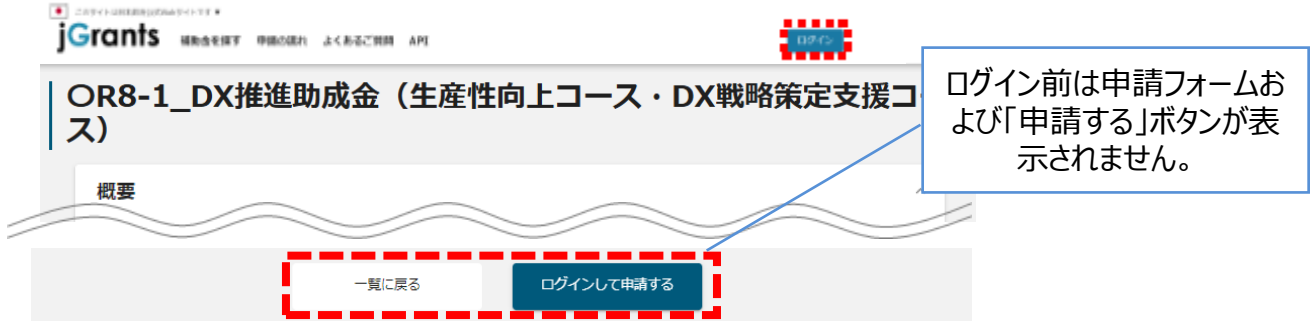 jGrants 補助金を探す 申請の流れ よくあるご質問 API
ログイン
OR8-1_DX推進助成金（生産性向上コース・DX戦略策定支援コー
ス）
ログイン前は申請フォームお
よび「申請する」ボタンが表
示されません。
概要
一覧に戻る
ログインして申請する